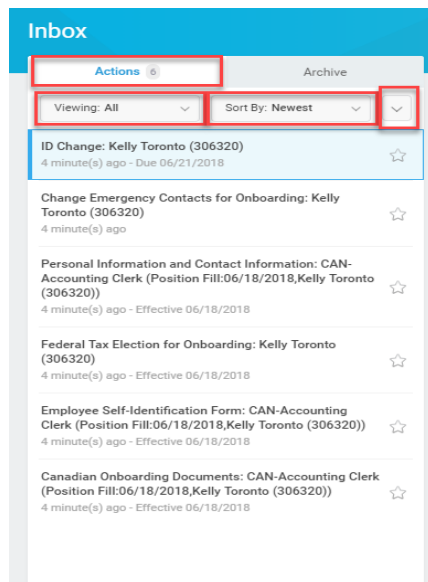 Inbox
Actions 6
Archive
Viewing: All
Sort By: Newest
ID Change: Kelly Toronto (306320)
4 minute(s) ago - Due 06/21/2018
Change Emergency Contacts for Onboarding: Kelly
Toronto (306320)
4 minute(s) ago
Personal Information and Contact Information: CAN-
Accounting Clerk (Position Fill:06/18/2018,Kelly Toronto
(306320))
4 minute(s) ago - Effective 06/18/2018
Federal Tax Election for Onboarding: Kelly Toronto
(306320)
4 minute(s) ago - Effective 06/18/2018
Employee Self-Identification Form: CAN-Accounting
Clerk (Position Fill:06/18/2018,Kelly Toronto (306320))
4 minute(s) ago - Effective 06/18/2018
Canadian Onboarding Documents: CAN-Accounting Clerk
(Position Fill:06/18/2018,Kelly Toronto (306320))
4 minute(s) ago - Effective 06/18/2018